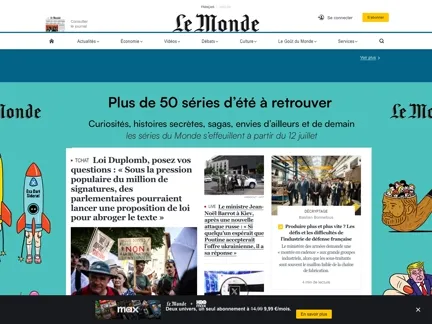 Français
Consulter
le journal
Le Monde
Se connecter
S'abonner
Actualités
Économie
Vidéos
Débats
Culture
Le Goût du Monde
Services
Voir plus
Le Monde
Plus de 50 séries d'été à retrouver
Curiosités, histoires secrètes, sagas, envies d'ailleurs et de demain
les séries du Monde s'effeuillent à partir du 12 juillet
TCHAT Loi Duplomb, posez vos
questions : « Sous la pression
populaire du million de
signatures, des
parlementaires pourraient
lancer une proposition de loi
pour abroger le texte »
LIVE Le ministre Jean-
Noël Barrot à Kiev,
après une nouvelle
attaque russe : « Si
quelqu'un espérait que
Poutine accepterait
l'offre ukrainienne, il a
sa réponse »
DÉCRYPTAGE
Produire plus et plus vite ? Les
défis et les difficultés de
l'industrie de défense française
NON
Le Monde
HBO
max
max
Deux univers, un seul abonnement à 14,99 9,99 €/mois.
En savoir plus